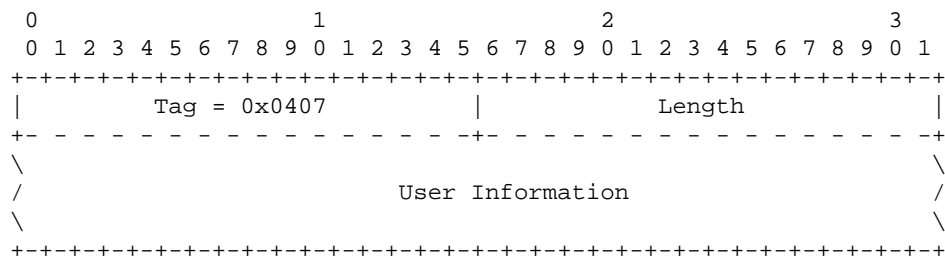 0                   1                   2                   3
 0 1 2 3 4 5 6 7 8 9 0 1 2 3 4 5 6 7 8 9 0 1 2 3 4 5 6 7 8 9 0 1
+-+-+-+-+-+-+-+-+-+-+-+-+-+-+-+-+-+-+-+-+-+-+-+-+-+-+-+-+-+-+-+-+
|         Tag = 0x0407          |            Length             |
+- - - - - - - - - - - - - - - -+- - - - - - - - - - - - - - - -+
\                                                               \
/                          User Information                     /
\                                                               \
+-+-+-+-+-+-+-+-+-+-+-+-+-+-+-+-+-+-+-+-+-+-+-+-+-+-+-+-+-+-+-+-+